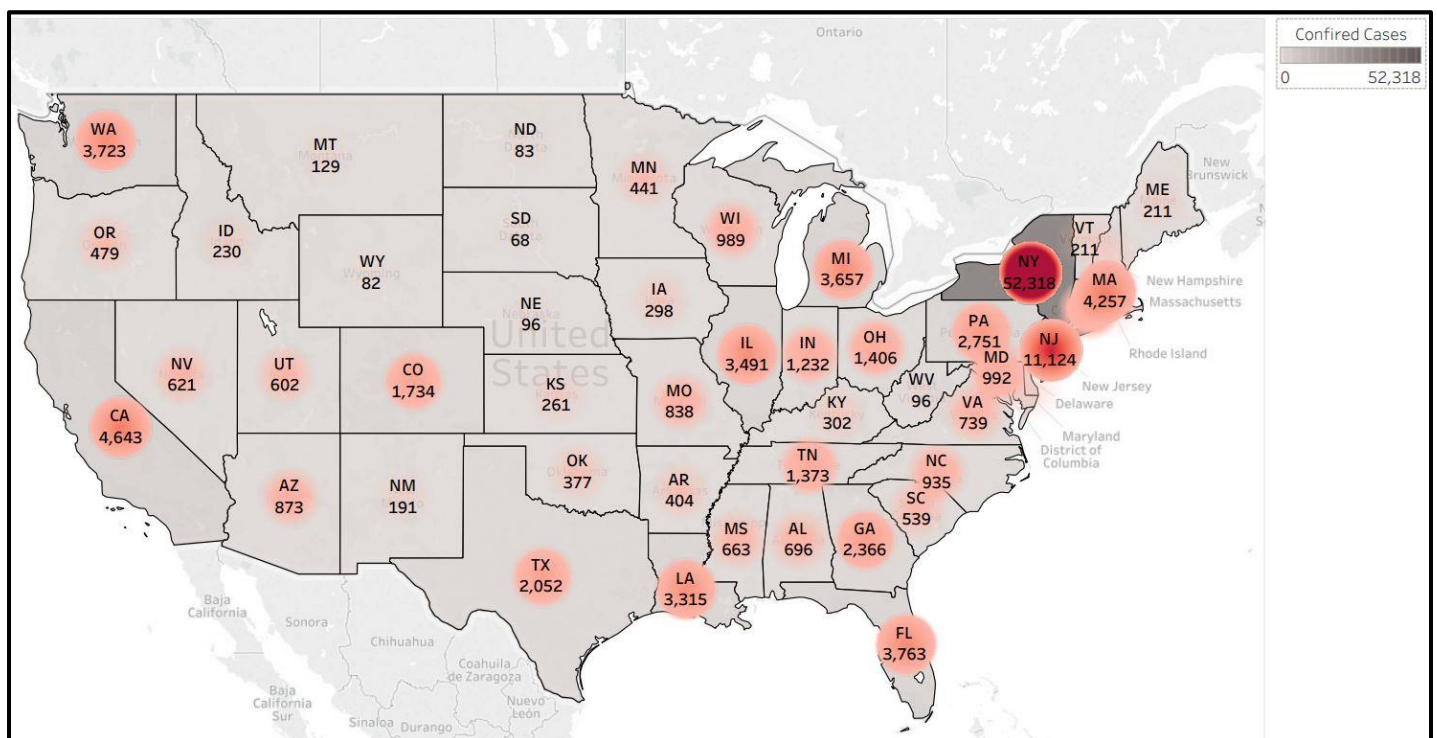 Ontario
Confired Cases
0 52,318
WA
3,723
MT
129
ND
83
MN
441
OR
479
ID
230
WY
82
SD
68
WI
989
MI
3,657
ME
211
New
Brunswick
VT
211
NY
52,318
MA
4,257
New Hampshire
Massachusetts
Rhode Island
NE
96
IA
298
United
States
NV
621
UT
602
CO
1,734
KS
261
MO
838
IL
3,491
IN
1,232
OH
1,406
PA
2,751
NJ
11,124
MD
992
New Jersey
Delaware
Maryland
District of
Columbia
WV
96
VA
739
KY
302
CA
4,643
AZ
873
NM
191
OK
377
AR
404
TN
1,373
NC
935
SC
539
MS
663
AL
696
GA
2,366
TX
2,052
LA
3,315
FL
3,763
Baja
California
Sonora
Chihuahua
Coahuila
de Zaragoza
Baja
California
Sur
Sinaloa
Durango
Nuevo
León